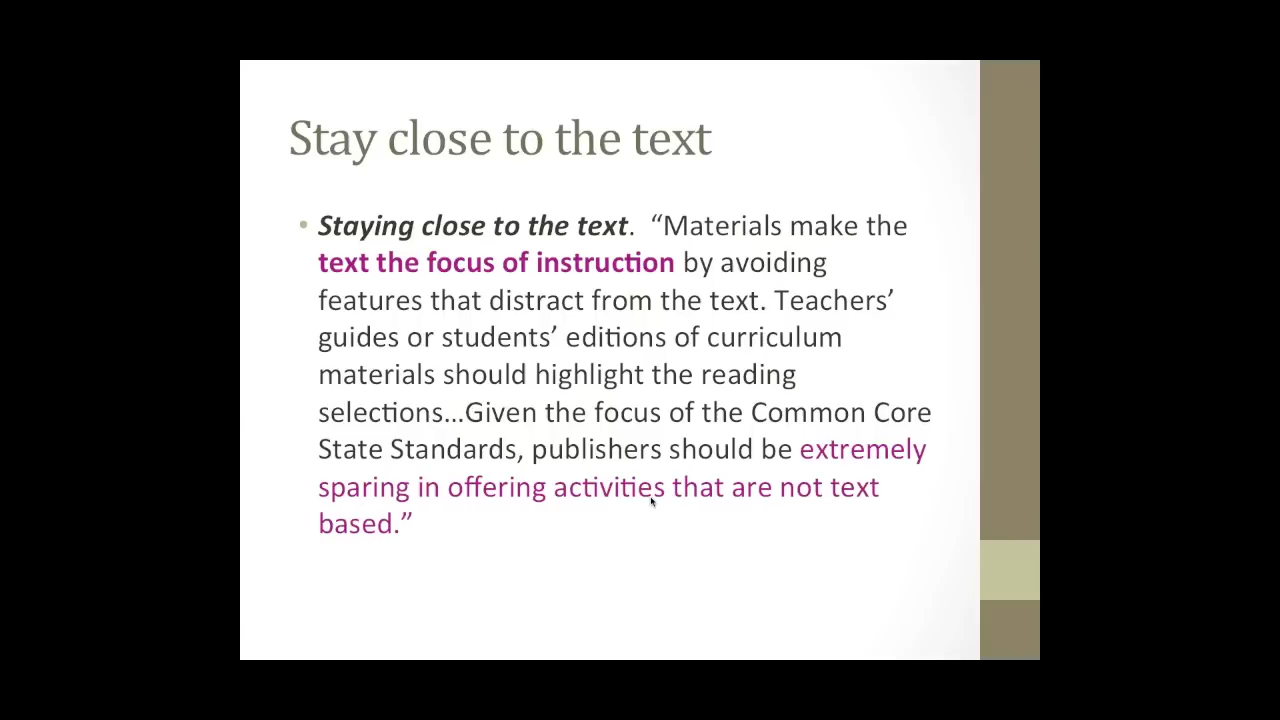 Stay close to the text
• Staying close to the text.  “Materials make the
text the focus of instruction by avoiding
features that distract from the text. Teachers’
guides or students’ editions of curriculum
materials should highlight the reading
selections…Given the focus of the Common Core
State Standards, publishers should be extremely
sparing in offering activities that are not text
based.”